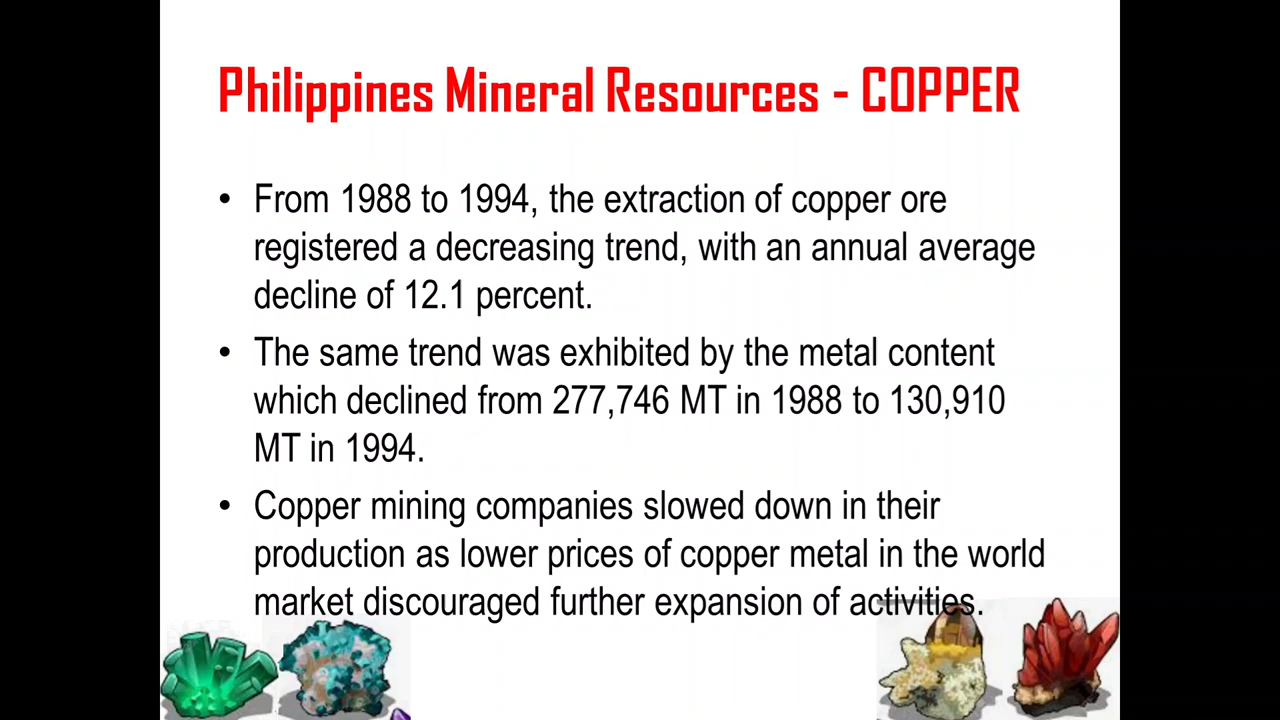 Philippines Mineral Resources - COPPER
• From 1988 to 1994, the extraction of copper ore
registered a decreasing trend, with an annual average
decline of 12.1 percent.
• The same trend was exhibited by the metal content
which declined from 277,746 MT in 1988 to 130,910
MT in 1994.
• Copper mining companies slowed down in their
production as lower prices of copper metal in the world
market discouraged further expansion of activities.